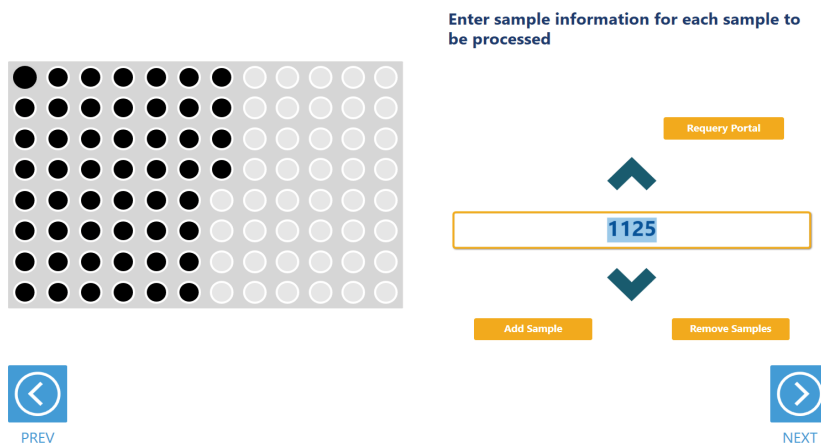 Enter sample information for each sample to
be processed
Requery Portal
1125
Add Sample
Remove Samples
PREV
NEXT